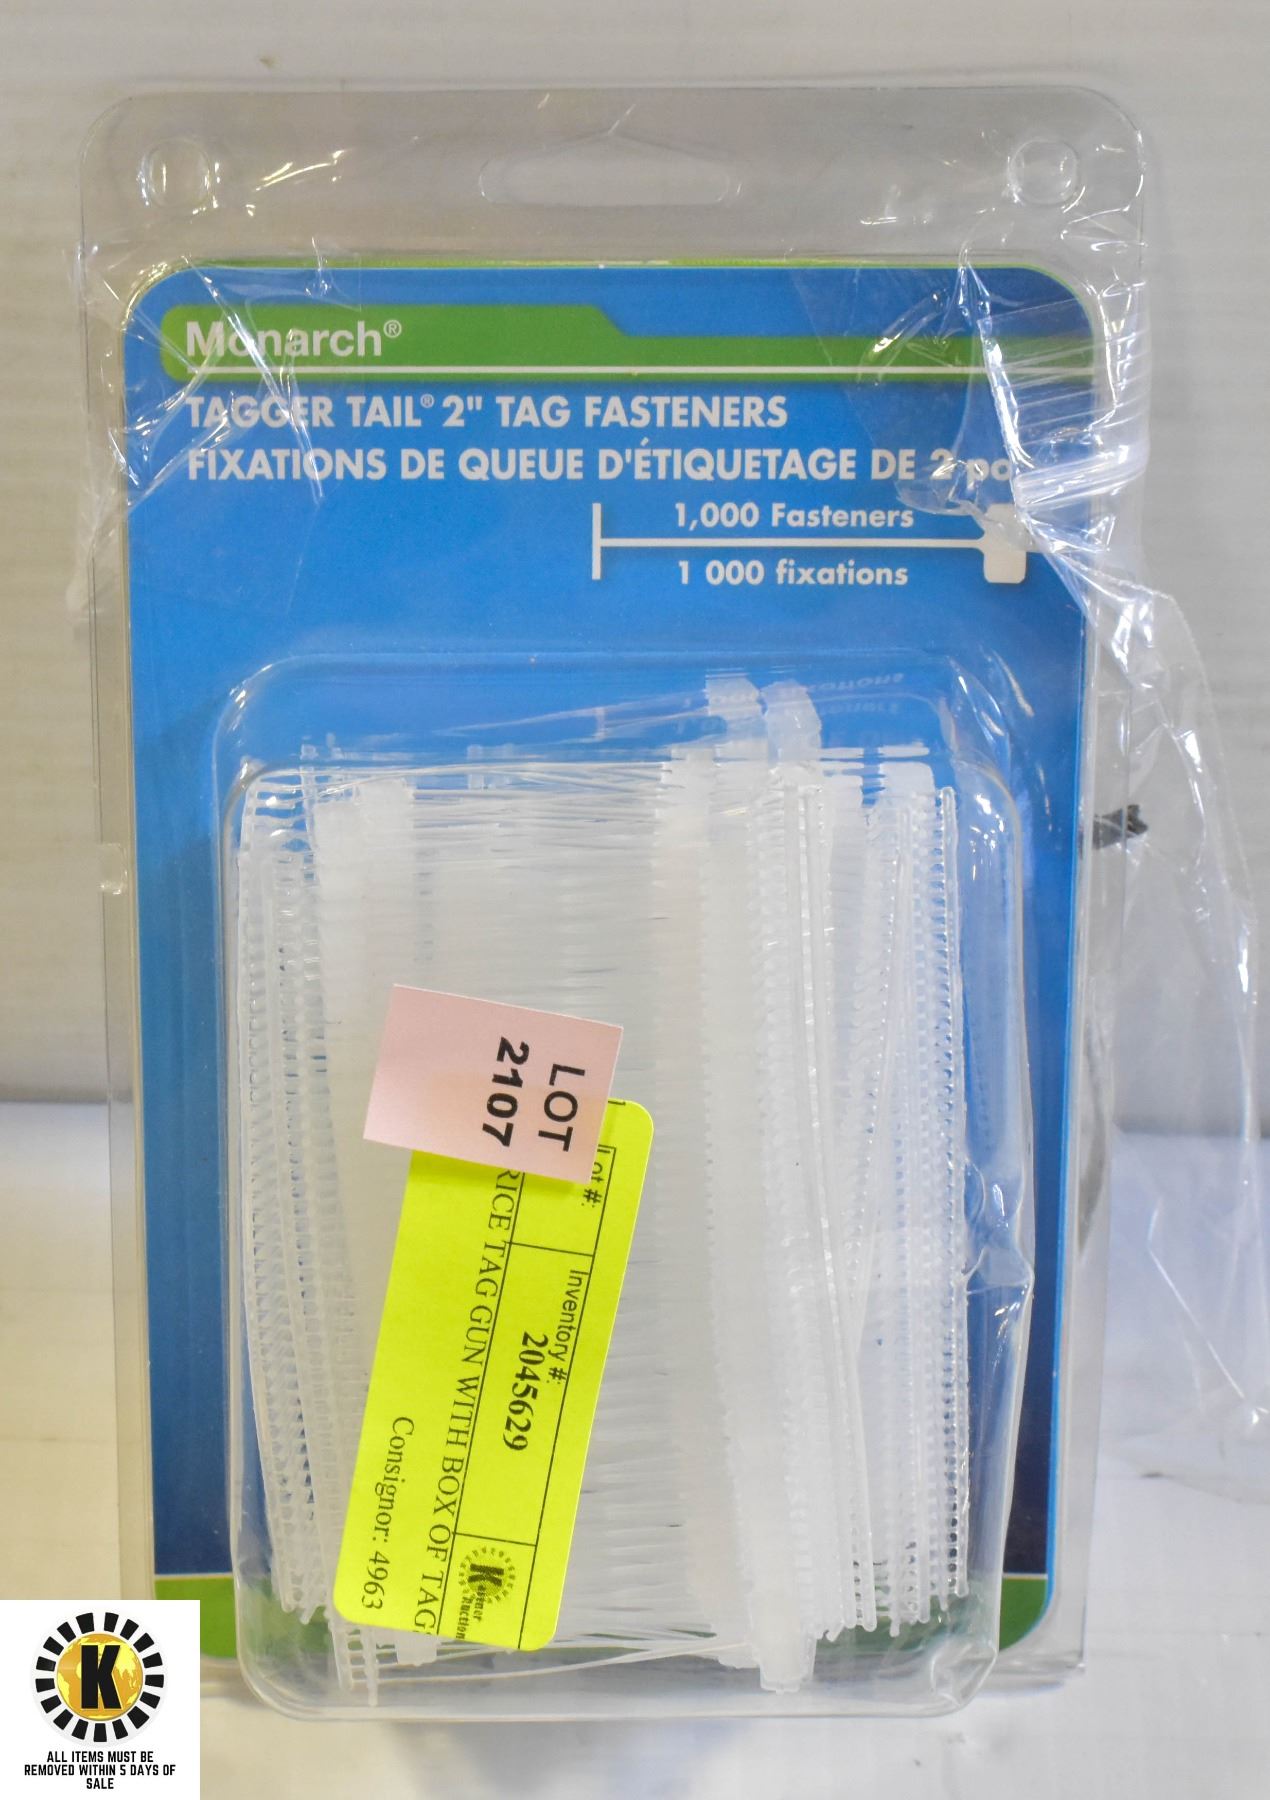 Monarch®
TAGGER TAIL® 2" TAG FASTENERS
FIXATIONS DE QUEUE D'ÉTIQUETAGE DE 2 po
1,000 Fasteners
1 000 fixations
LOT
2107
Lot #:
Inventory #:
2045629
RICE TAG GUN WITH BOX OF TAG
Consignor: 4963
K
ALL ITEMS MUST BE
REMOVED WITHIN 5 DAYS OF
SALE